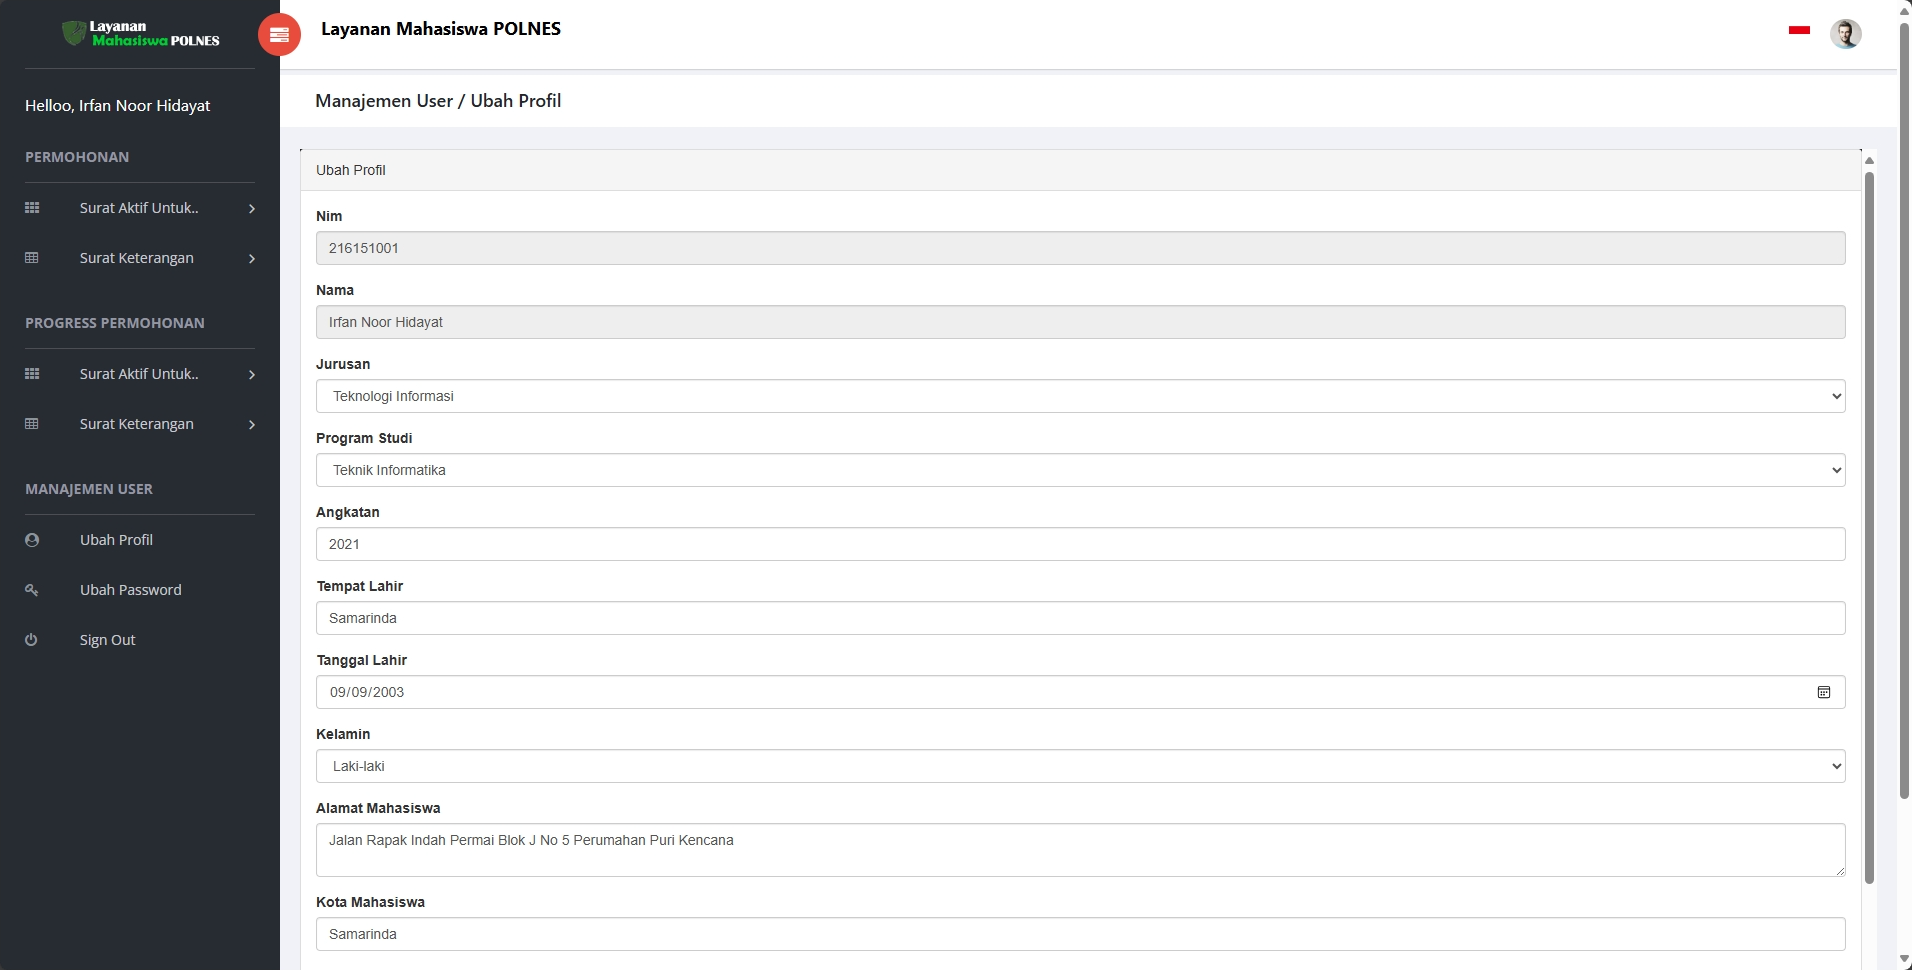 Layanan
Mahasiswa POLNES
Helloo, Irfan Noor Hidayat
PERMOHONAN
Surat Aktif Untuk..
Surat Keterangan
PROGRESS PERMOHONAN
Surat Aktif Untuk..
Surat Keterangan
MANAJEMEN USER
Ubah Profil
Ubah Password
Sign Out
Layanan Mahasiswa POLNES
Manajemen User / Ubah Profil
Ubah Profil
Nim
216151001
Nama
Irfan Noor Hidayat
Jurusan
Teknologi Informasi
Program Studi
Teknik Informatika
Angkatan
2021
Tempat Lahir
Samarinda
Tanggal Lahir
09/09/2003
Kelamin
Laki-laki
Alamat Mahasiswa
Jalan Rapak Indah Permai Blok J No 5 Perumahan Puri Kencana
Kota Mahasiswa
Samarinda